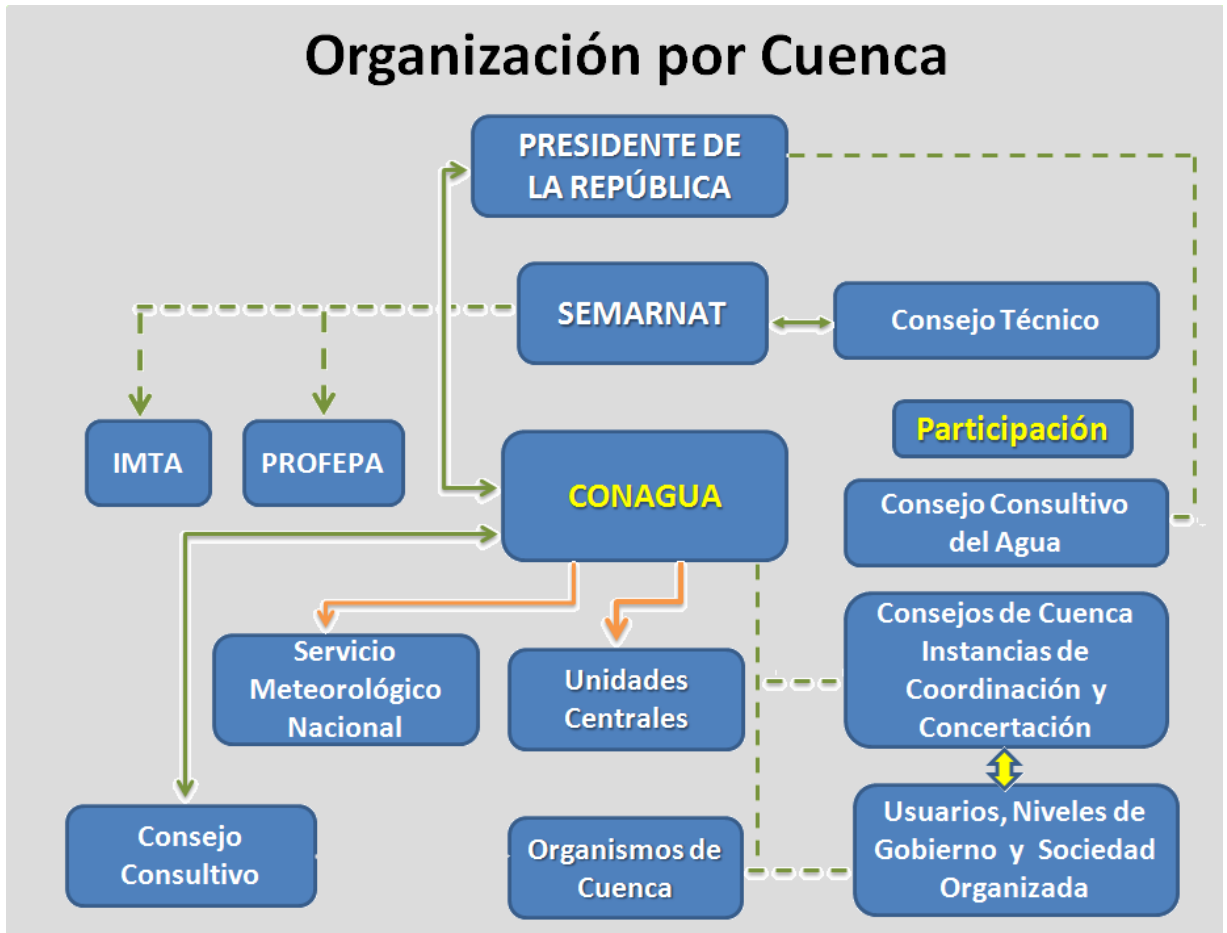 Organización por Cuenca
PRESIDENTE DE
LA REPÚBLICA
SEMARNAT
Consejo Técnico
Participación
IMTA
PROFEPA
CONAGUA
Consejo Consultivo
del Agua
Consejos de Cuenca
Instancias de
Coordinación y
Concertación
Servicio
Meteorológico
Nacional
Unidades
Centrales
Consejo
Consultivo
Organismos de
Cuenca
Usuarios, Niveles de
Gobierno y Sociedad
Organizada